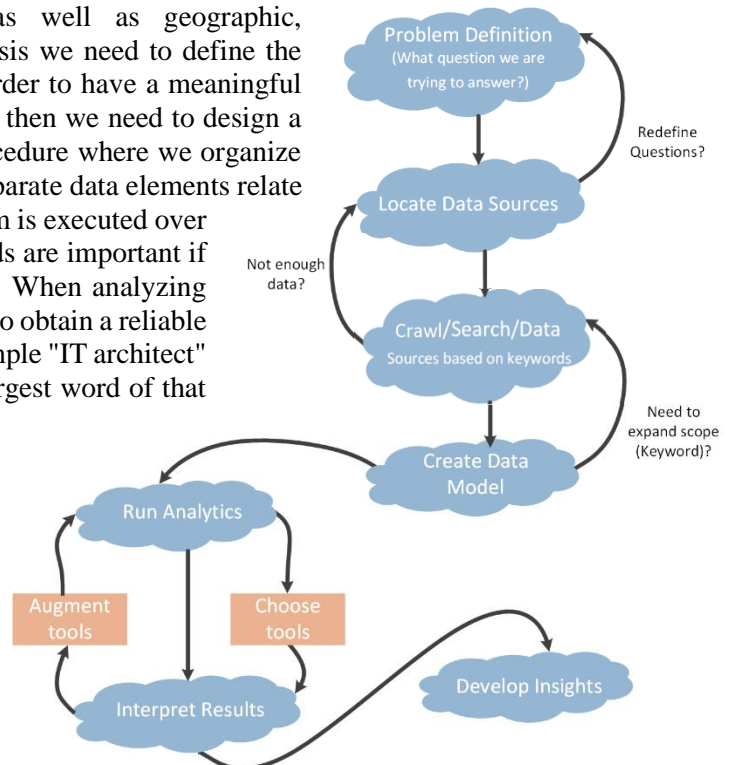 as well as geographic,
sis we need to define the
rder to have a meaningful
then we need to design a
cedure where we organize
parate data elements relate
m is executed over
ds are important if
When analyzing
o obtain a reliable
mple "IT architect"
rgest word of that
Problem Definition
(What question we are
trying to answer?)
Redefine
Questions?
Locate Data Sources
Not enough
data?
Crawl/Search/Data
Sources based on keywords
Need to
expand scope
(Keyword)?
Create Data
Model
Run Analytics
Augment
tools
Choose
tools
Interpret Results
Develop Insights